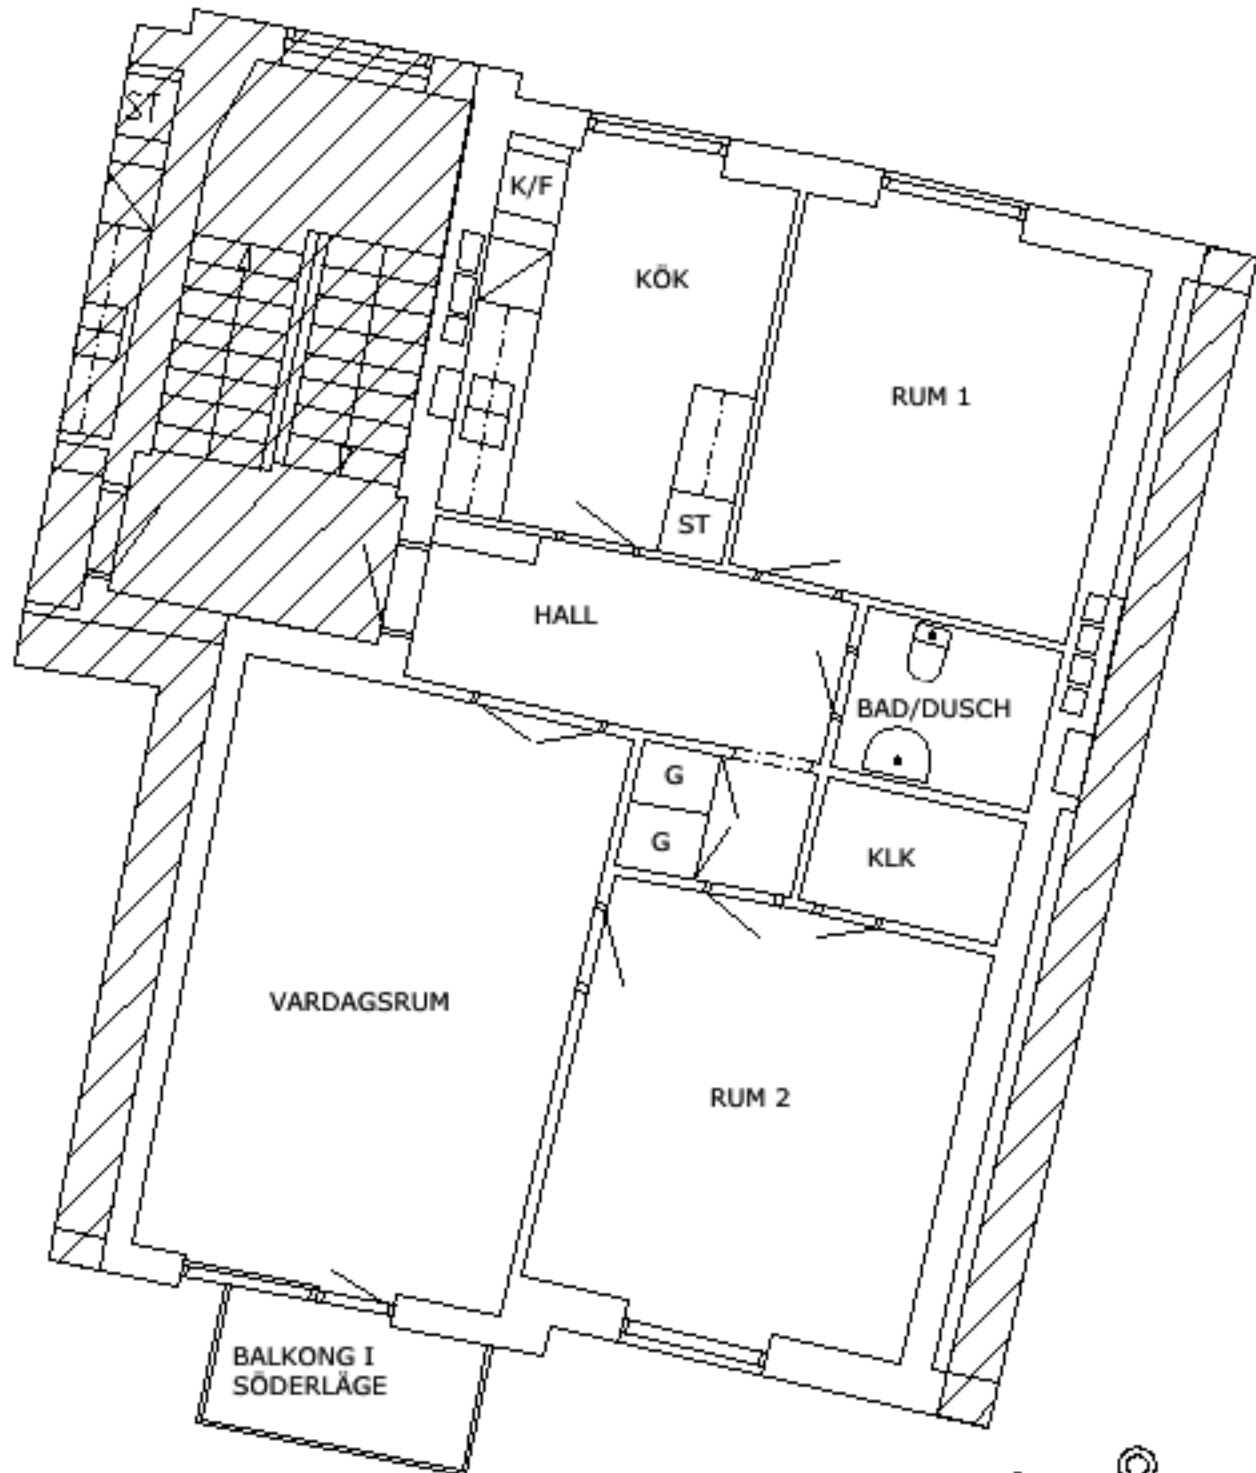 ST
K/F
KÖK
RUM 1
ST
HALL
BAD/DUSCH
G
G
KLK
VARDAGSRUM
RUM 2
BALKONG I
SÖDERLÄGE